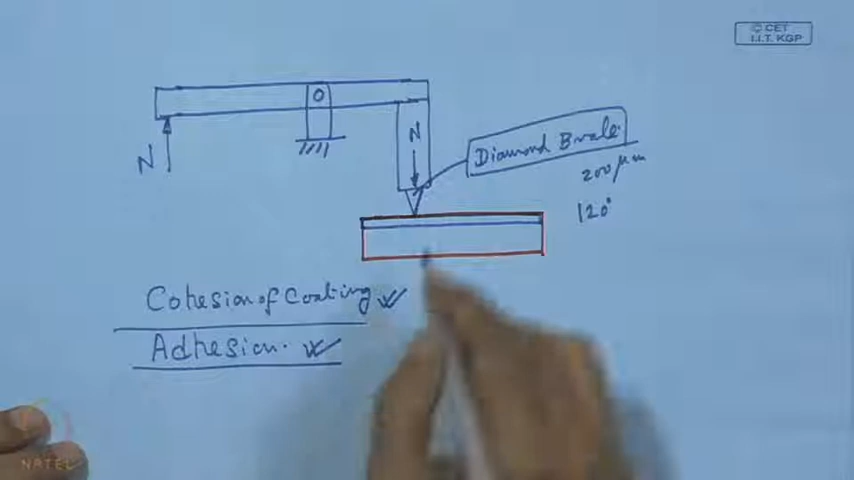 © CET
I.I.T. KGP
O
N
N
Diamond Brale
200 μm
120°
Cohesion of Coating ✓
Adhesion. ✓
NPTEL